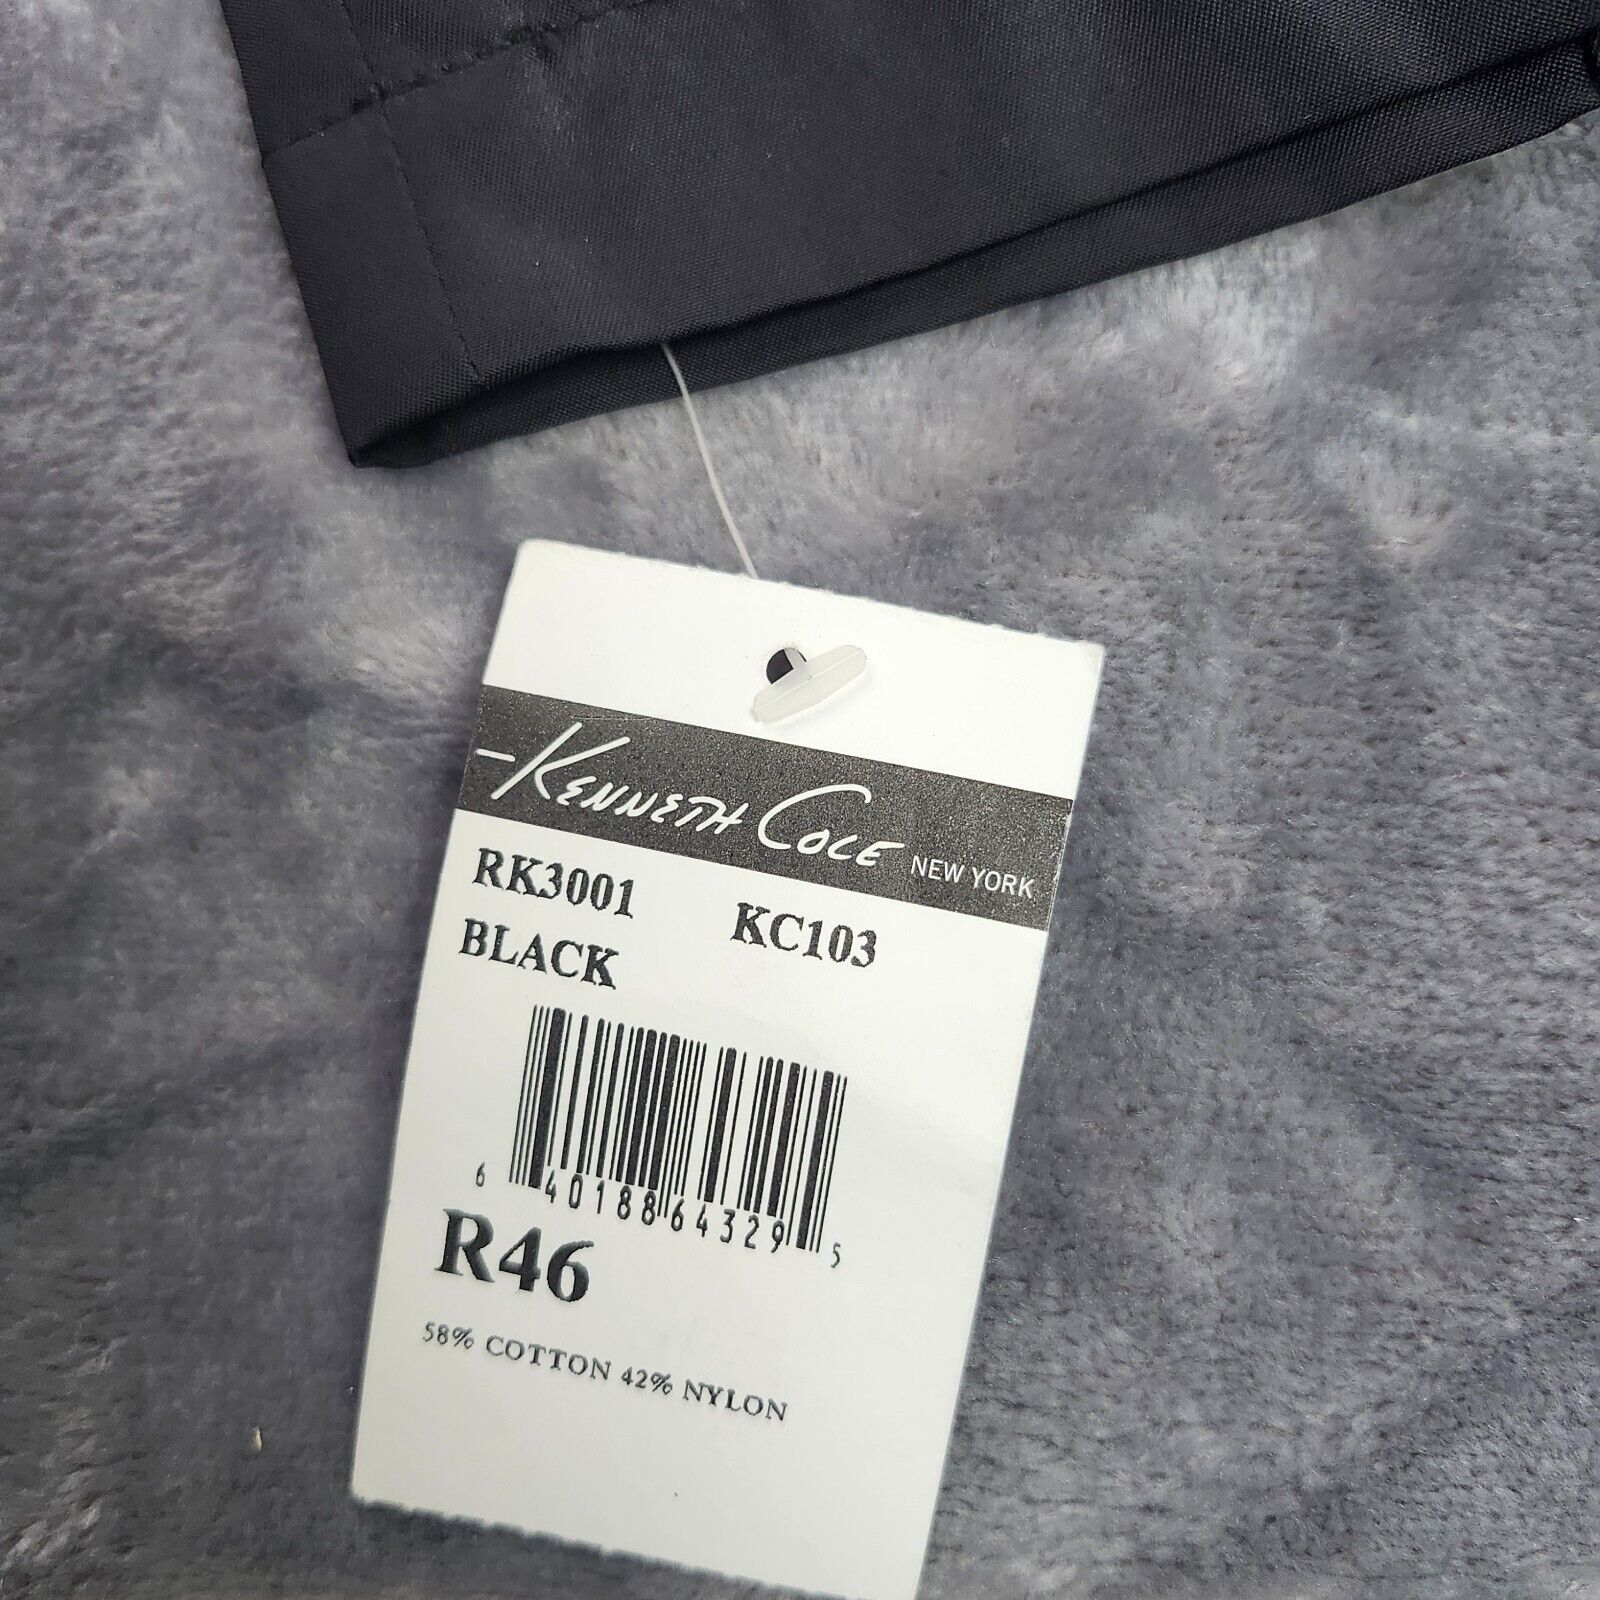 KENNETH COLE NEW YORK
RK3001 KC103
BLACK
6 40188 64329 5
R46
58% COTTON 42% NYLON